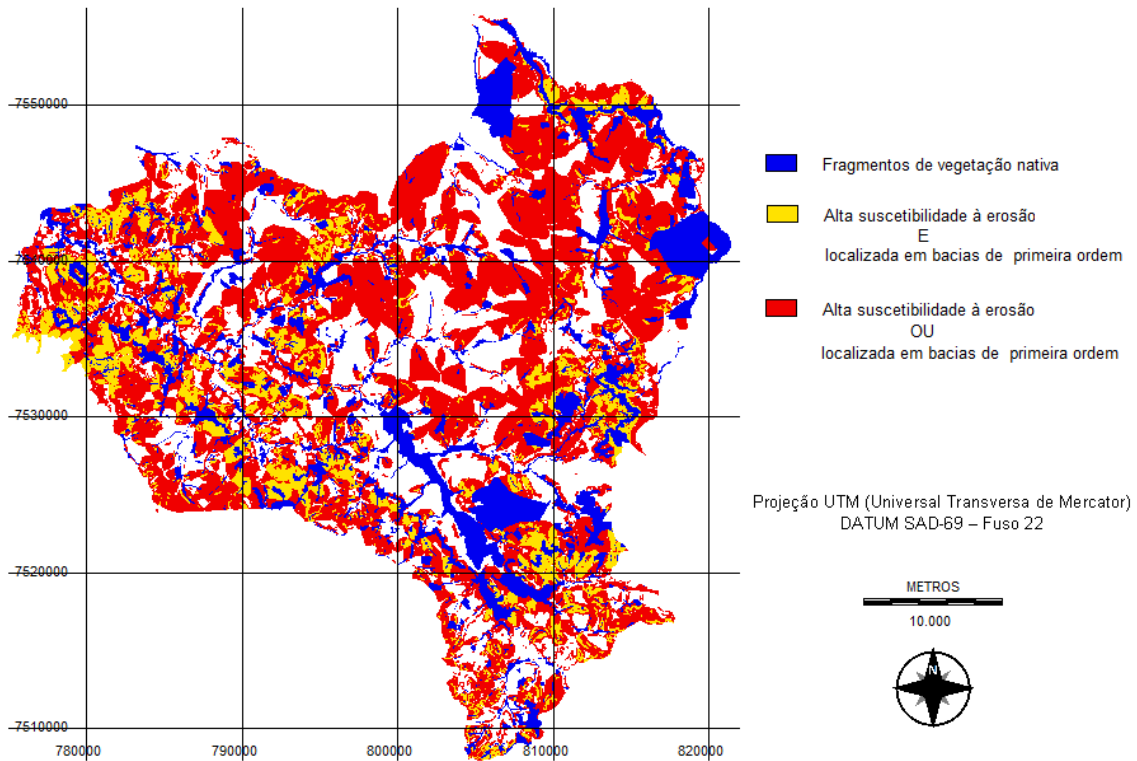 7550000
7540000
7530000
7520000
7510000
780000
790000
800000
810000
820000
Fragmentos de vegetação nativa
Alta suscetibilidade à erosão
E
localizada em bacias de primeira ordem
Alta suscetibilidade à erosão
OU
localizada em bacias de primeira ordem
Projeção UTM (Universal Transversa de Mercator)
DATUM SAD-69 – Fuso 22
METROS
10.000
N